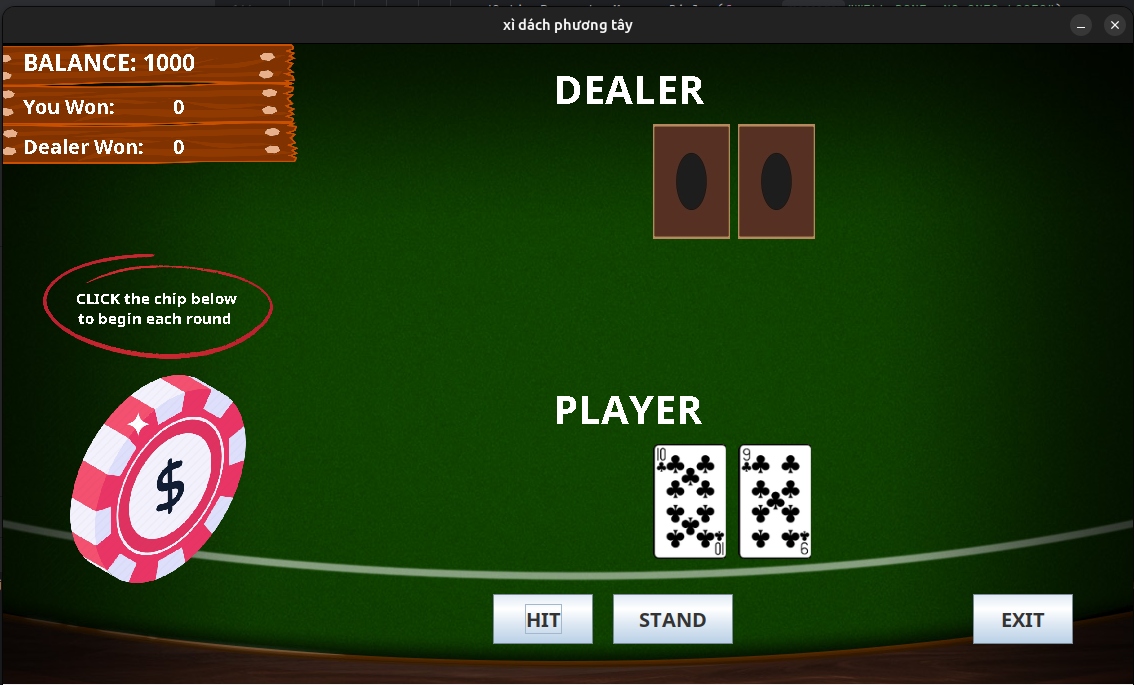 xì dách phương tây
BALANCE: 1000
You Won: 0
Dealer Won: 0
DEALER
CLICK the chip below
to begin each round
$
PLAYER
10
10
9
9
HIT
STAND
EXIT